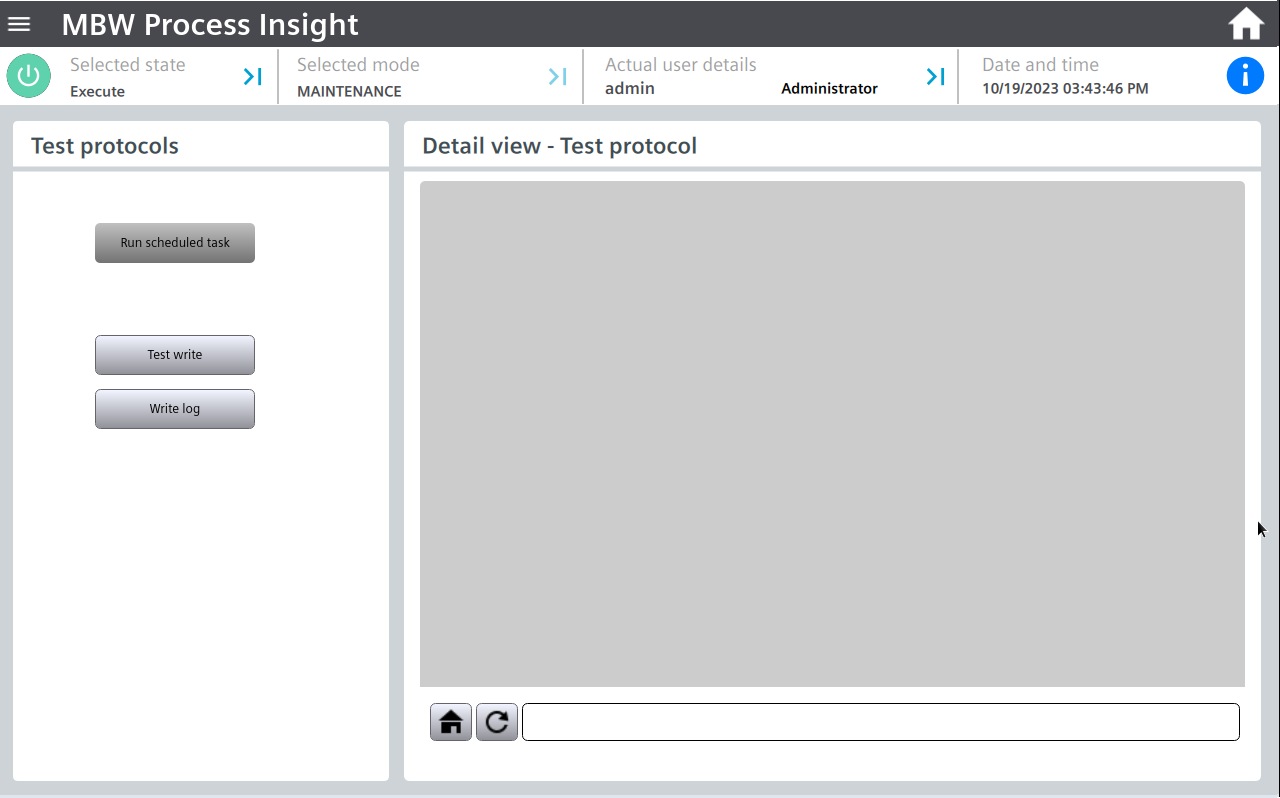 MBW Process Insight
Selected state
Execute
Selected mode
MAINTENANCE
Actual user details
admin Administrator
Date and time
10/19/2023 03:43:46 PM
Test protocols
Run scheduled task
Test write
Write log
Detail view - Test protocol